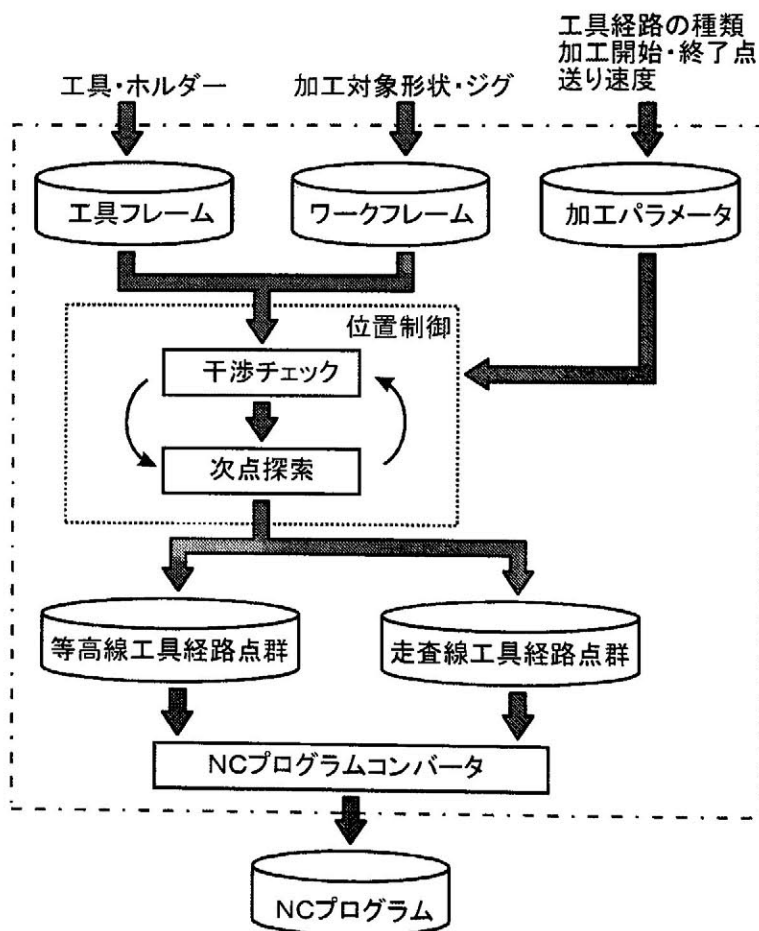 工具経路の種類
加工開始・終了点
送り速度
工具・ホルダー
加工対象形状・ジグ
工具フレーム
ワークフレーム
加工パラメータ
位置制御
干渉チェック
次点探索
等高線工具経路点群
走査線工具経路点群
NCプログラムコンバータ
NCプログラム